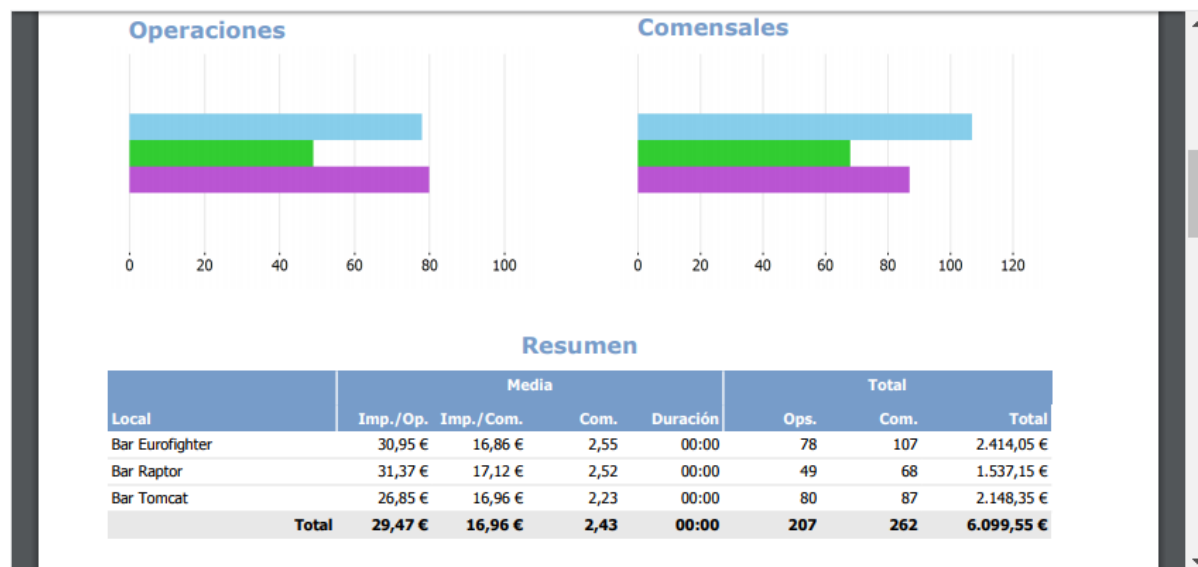 Operaciones Comensales
0 20 40 60 80 100 0 20 40 60 80 100 120
Resumen
Media Total
Local Imp./Op. Imp./Com. Com. Duración Ops. Com. Total
Bar Eurofighter 30,95 € 16,86 € 2,55 00:00 78 107 2.414,05 €
Bar Raptor 31,37 € 17,12 € 2,52 00:00 49 68 1.537,15 €
Bar Tomcat 26,85 € 16,96 € 2,23 00:00 80 87 2.148,35 €
Total 29,47 € 16,96 € 2,43 00:00 207 262 6.099,55 €